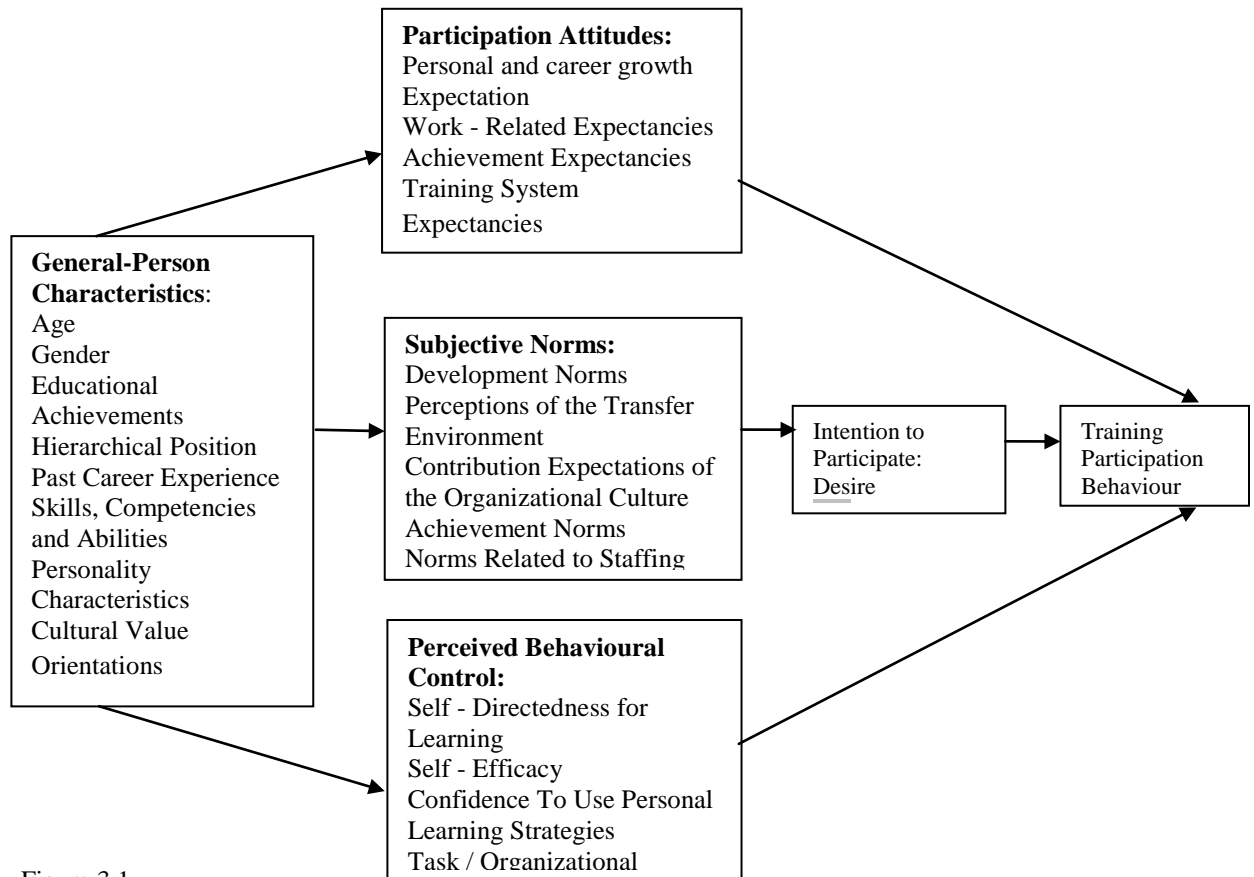 Participation Attitudes:
Personal and career growth
Expectation
Work - Related Expectancies
Achievement Expectancies
Training System
Expectancies
General-Person
Characteristics:
Age
Gender
Educational
Achievements
Hierarchical Position
Past Career Experience
Skills, Competencies
and Abilities
Personality
Characteristics
Cultural Value
Orientations
Subjective Norms:
Development Norms
Perceptions of the Transfer
Environment
Contribution Expectations of
the Organizational Culture
Achievement Norms
Norms Related to Staffing
Intention to
Participate:
Desire
Training
Participation
Behaviour
Perceived Behavioural
Control:
Self - Directedness for
Learning
Self - Efficacy
Confidence To Use Personal
Learning Strategies
Task / Organizational
Figure 3.1